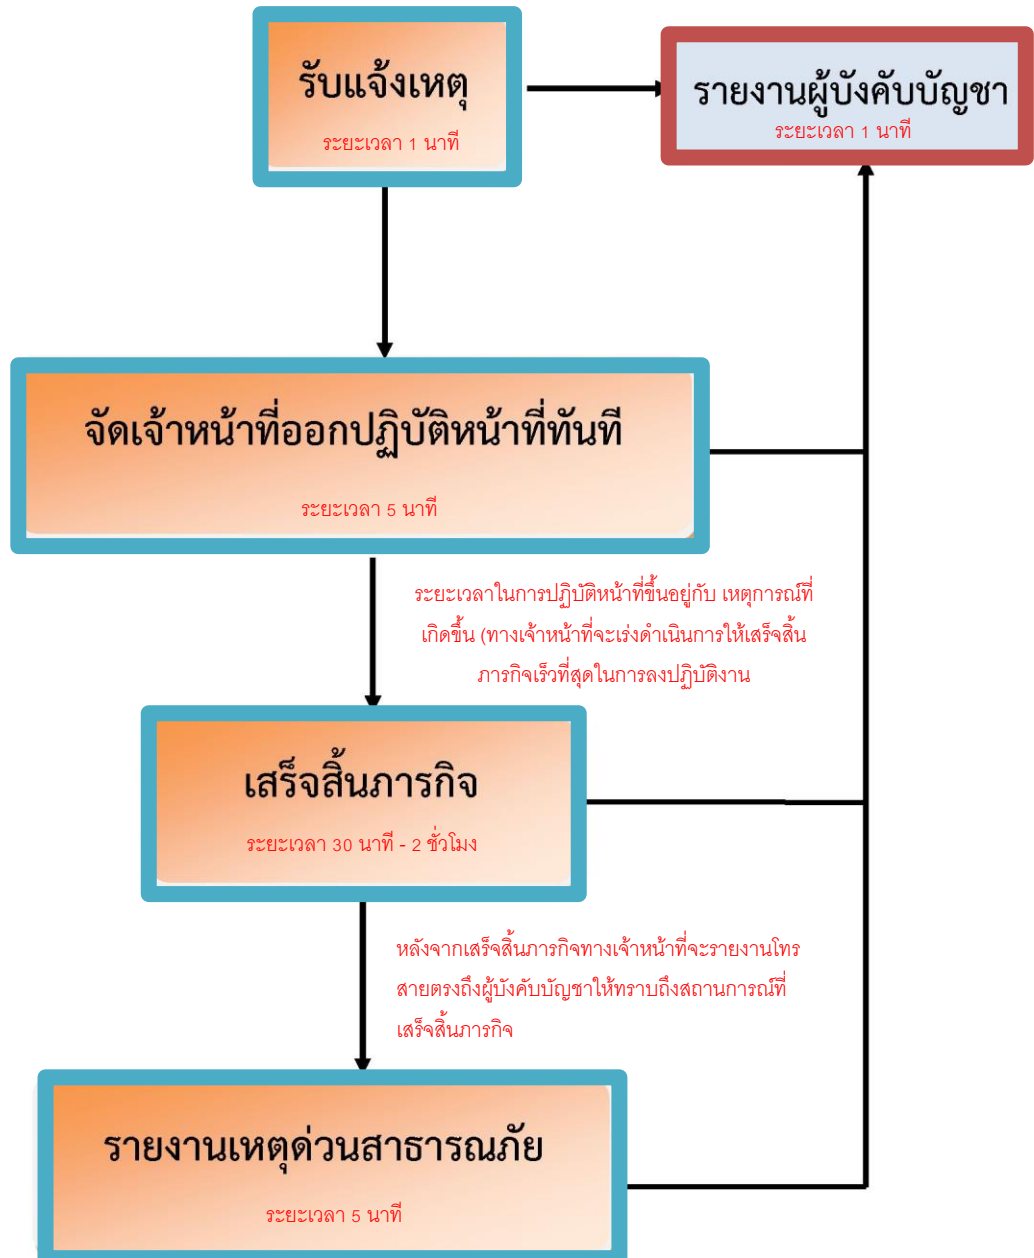 รับแจ้งเหตุ
ระยะเวลา 1 นาที
รายงานผู้บังคับบัญชา
ระยะเวลา 1 นาที
จัดเจ้าหน้าที่ออกปฏิบัติหน้าที่ทันที
ระยะเวลา 5 นาที
ระยะเวลาในการปฏิบัติหน้าที่ขึ้นอยู่กับ เหตุการณ์ที่
เกิดขึ้น (ทางเจ้าหน้าที่จะเร่งดำเนินการให้เสร็จสิ้น
ภารกิจเร็วที่สุดในการลงปฏิบัติงาน
เสร็จสิ้นภารกิจ
ระยะเวลา 30 นาที - 2 ชั่วโมง
หลังจากเสร็จสิ้นภารกิจทางเจ้าหน้าที่จะรายงานโทร
สายตรงถึงผู้บังคับบัญชาให้ทราบถึงสถานการณ์ที่
เสร็จสิ้นภารกิจ
รายงานเหตุด่วนสาธารณภัย
ระยะเวลา 5 นาที